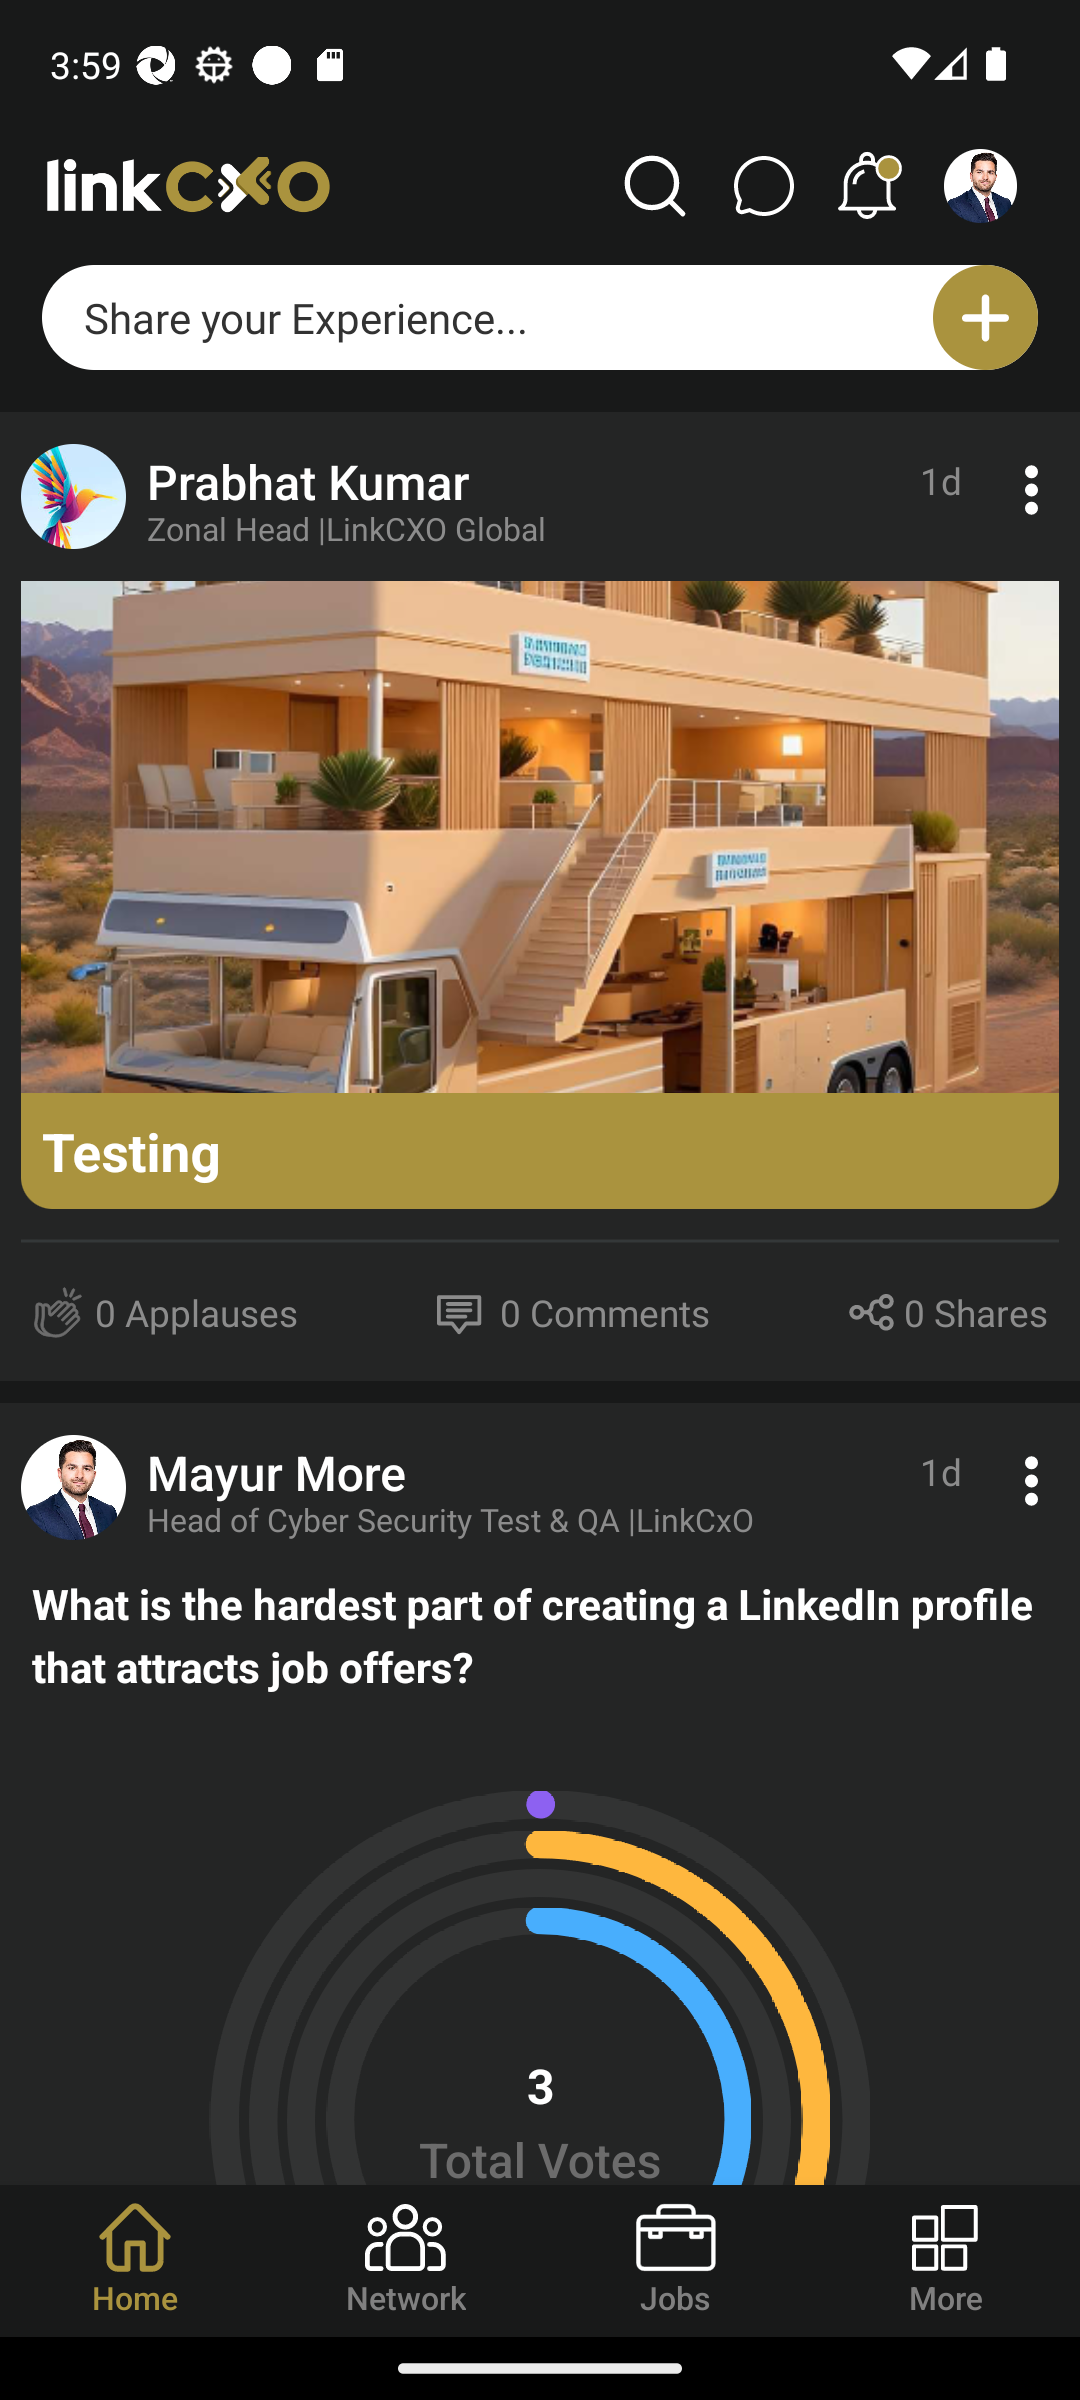 3:59
linkCXO
Share your Experience...
Prabhat Kumar
1d
Zonal Head |LinkCXO Global
Testing
0 Applauses
0 Comments
0 Shares
Mayur More
1d
Head of Cyber Security Test & QA |LinkCxO
What is the hardest part of creating a LinkedIn profile
that attracts job offers?
3
Total Votes
Home
Network
Jobs
More